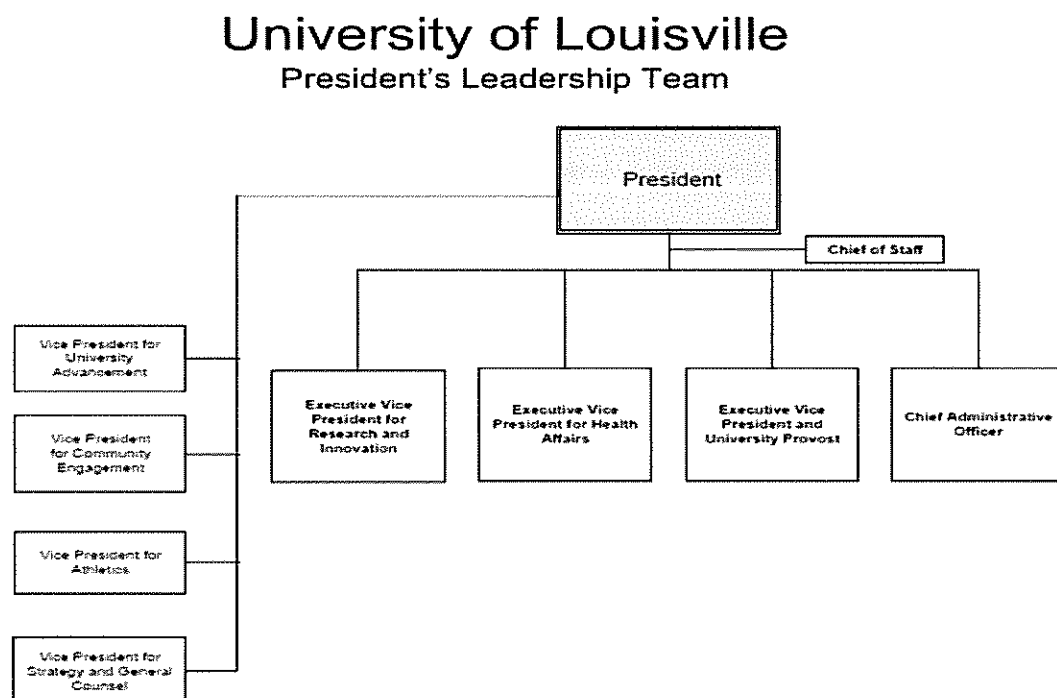 University of Louisville
President's Leadership Team
President
Chief of Staff
Vice President for
University
Advancement
Vice President
for Community
Engagement
Vice President for
Athletics
Vice President for
Strategy and General
Counsel
Executive Vice
President for
Research and
Innovation
Executive Vice
President for Health
Affairs
Executive Vice
President and
University Provost
Chief Administrative
Officer